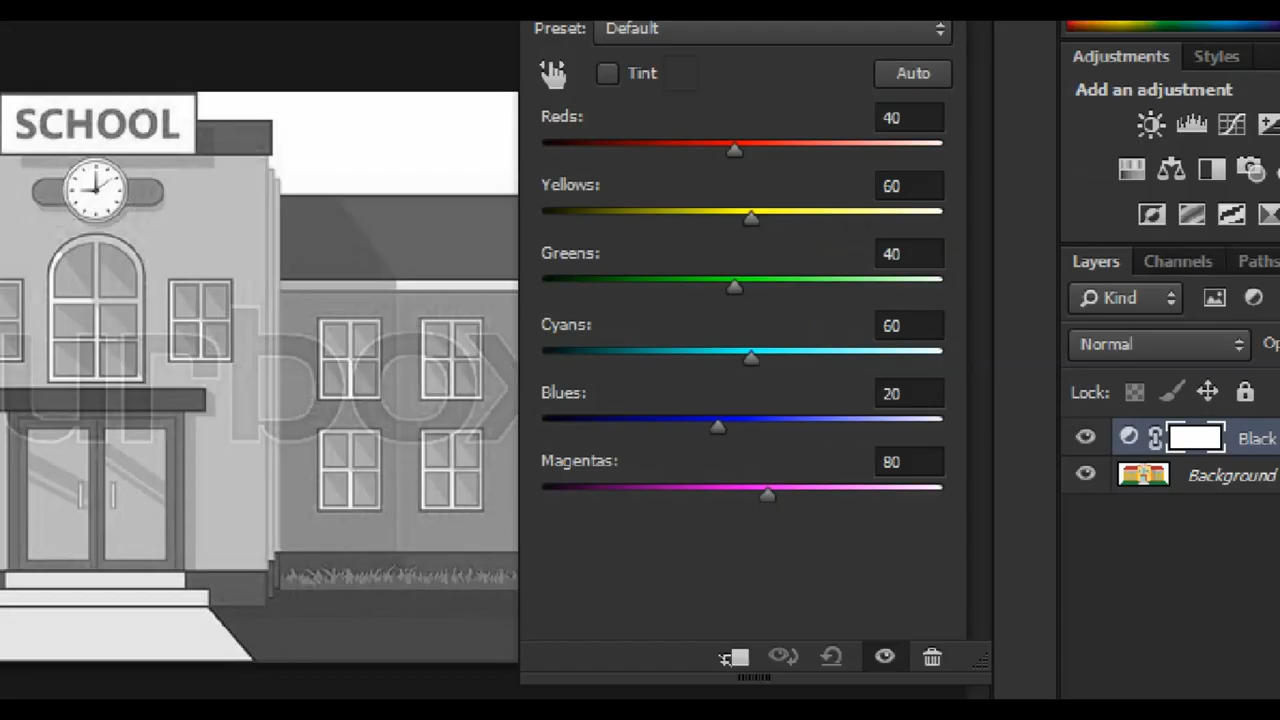 Preset: Default
Tint
Auto
Reds: 40
Yellows: 60
Greens: 40
Cyans: 60
Blues: 20
Magentas: 80
SCHOOL
Adjustments Styles
Add an adjustment
Layers Channels Paths
Kind
Normal Op
Lock:
Black
Background